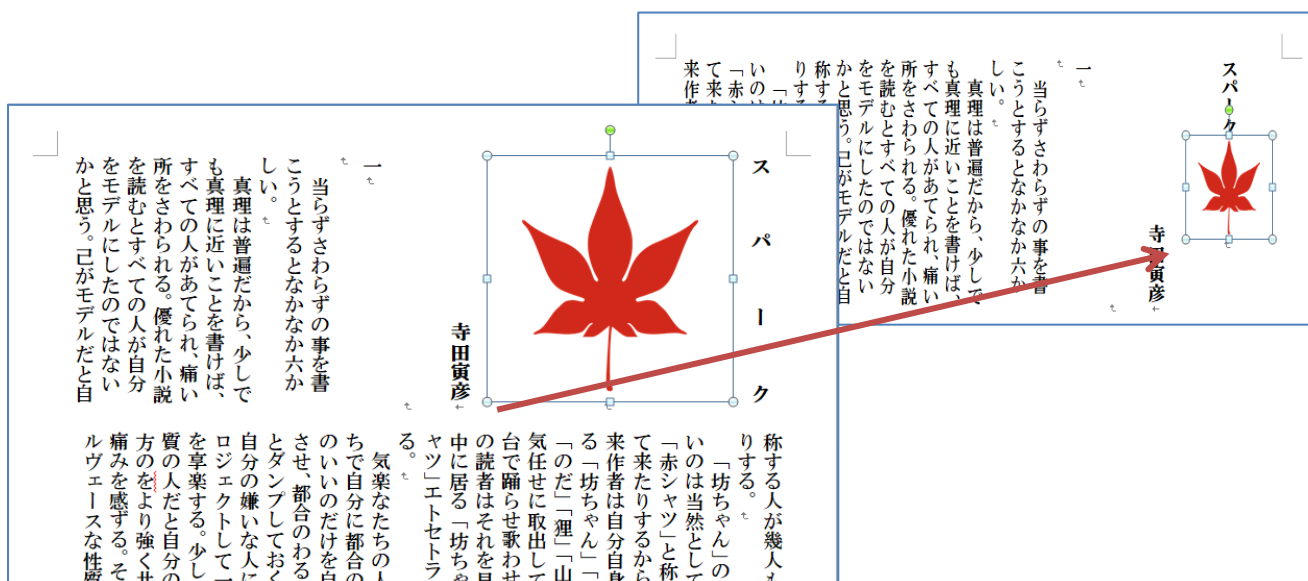 スパーク
寺田寅彦
一
当らずさわらずの事を書
こうとするとなかなか六か
しい。
真理は普遍だから、少しで
も真理に近いことを書けば、
すべての人があてられ、痛い
所をさわられる。優れた小説
を読むとすべての人が自分
をモデルにしたのではない
かと思う。己がモデルだと自
称す
りする
いのは
「赤シ
て来た
来作者
スパーク
寺田寅彦
一
当らずさわらずの事を書
こうとするとなかなか六か
しい。
真理は普遍だから、少しで
も真理に近いことを書けば、
すべての人があてられ、痛い
所をさわられる。優れた小説
を読むとすべての人が自分
をモデルにしたのではない
かと思う。己がモデルだと自
称する人が幾人も
りする。
「坊ちゃん」の
いのは当然として
「赤シャツ」と称
て来たりするから
来作者は自分自身
る「坊ちゃん」「
「のだ」「狸」「山
気任せに取出して
台で踊らせ歌わせ
の読者はそれを見
中に居る「坊ちゃ
ャツ」エトセトラ
る。
気楽なたちの人
ちで自分に都合の
のいいのだけを自
させ、都合のわる
とダンプしておく
自分の嫌いな人に
ロジェクトして一
を享楽する。少し
質の人だと自分の
方のをより強く共
痛みを感ずる。そ
ルヴェースな性質